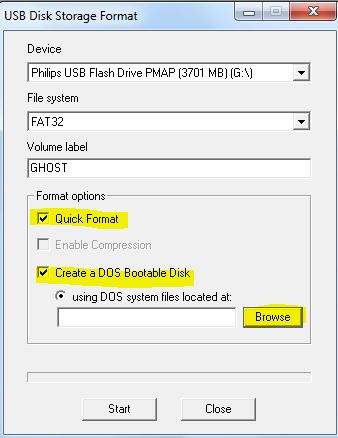 USB Disk Storage Format
Device
Philips USB Flash Drive PMAP (3701 MB) (G:\)
File system
FAT32
Volume label
GHOST
Format options
Quick Format
Enable Compression
Create a DOS Bootable Disk
using DOS system files located at:
Browse
Start Close